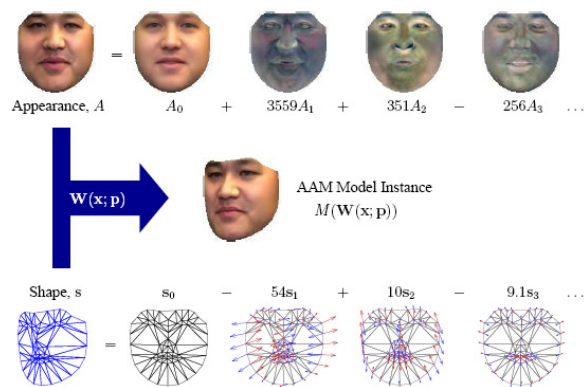 =
Appearance, A A₀ + 3559A₁ + 351A₂ − 256A₃ ...
W(x; p)
AAM Model Instance
M(W(x; p))
Shape, s s₀ − 54s₁ + 10s₂ − 9.1s₃ ...
=